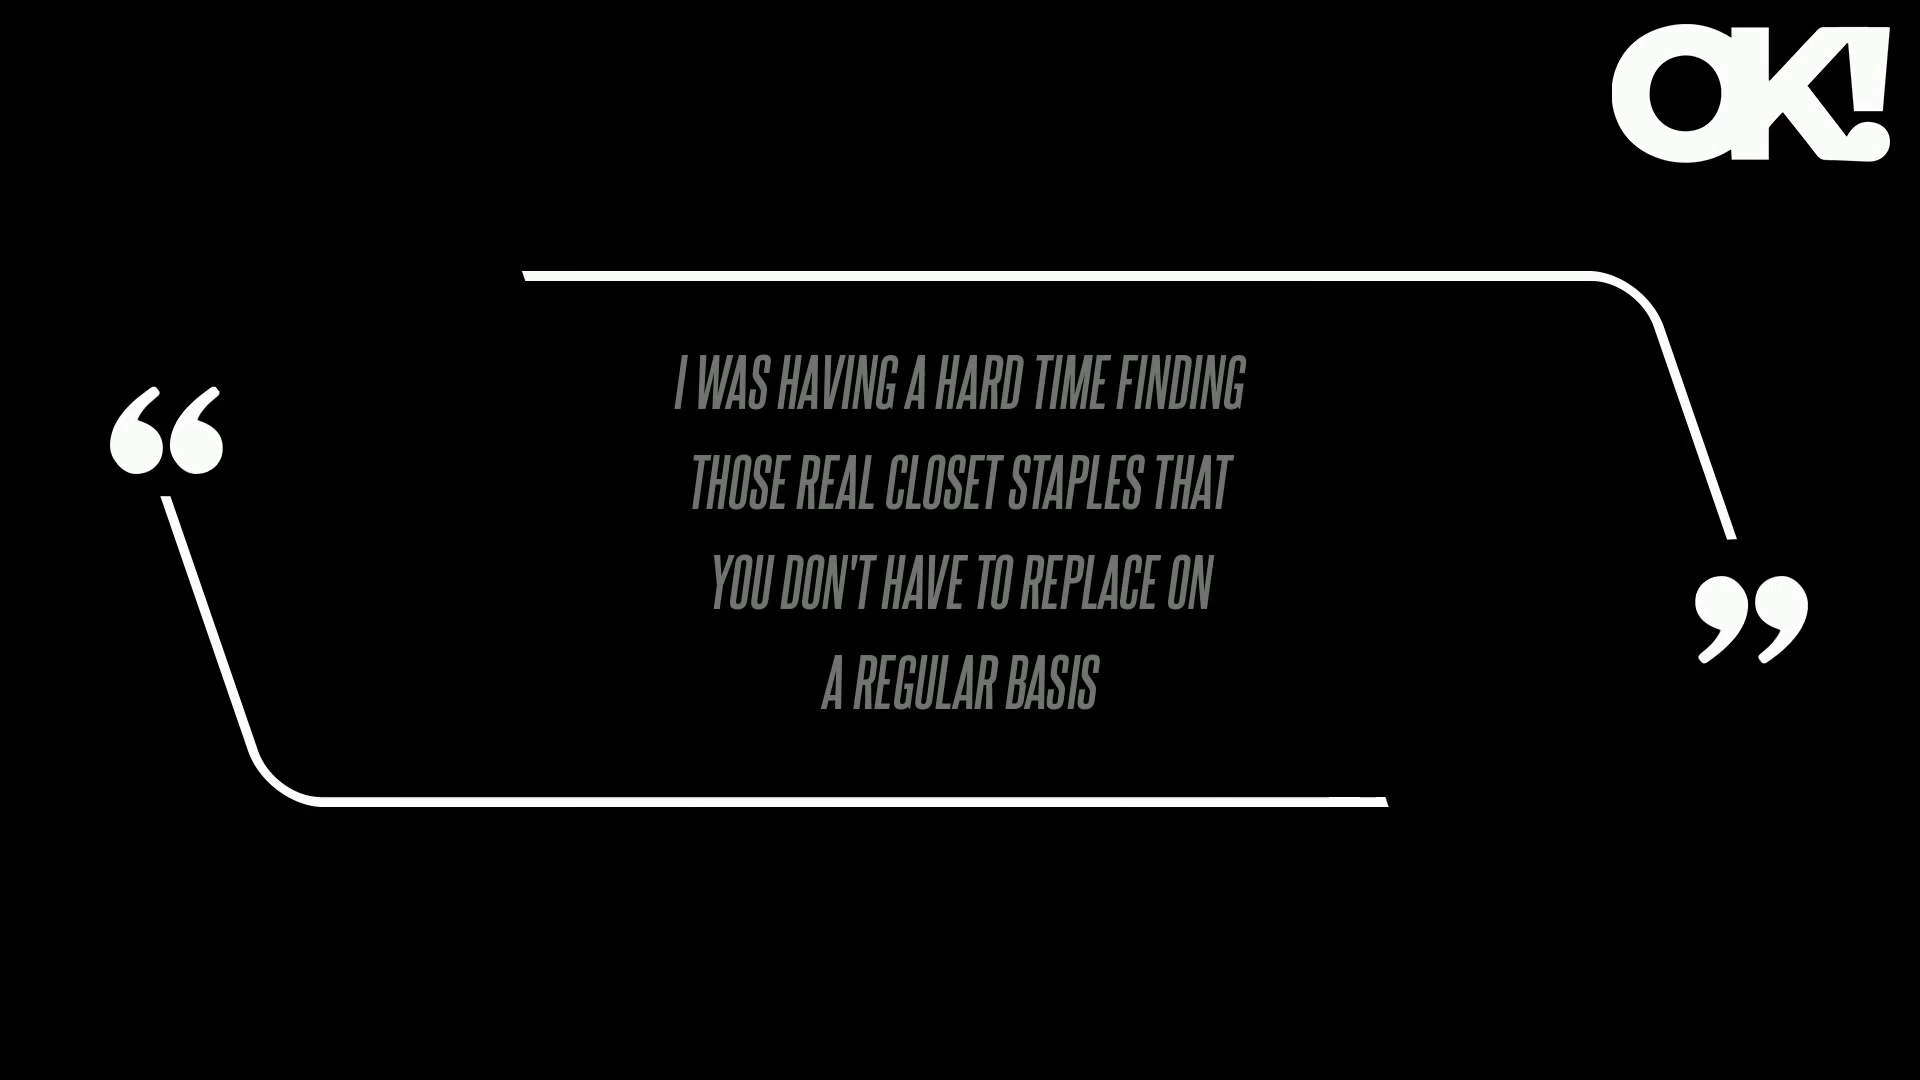 OK!
“
I WAS HAVING A HARD TIME FINDING
THOSE REAL CLOSET STAPLES THAT
YOU DON'T HAVE TO REPLACE ON
A REGULAR BASIS
”